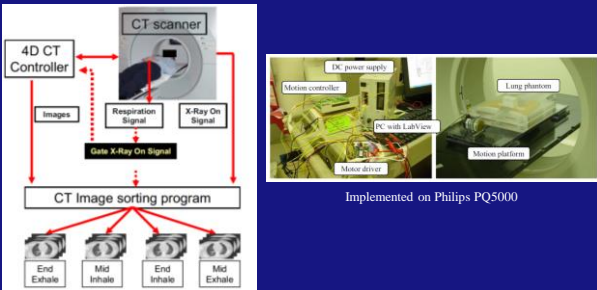 CT scanner
4D CT
Controller
Images
Respiration
Signal
X-Ray On
Signal
Gate X-Ray On Signal
CT Image sorting program
End
Exhale
Mid
Inhale
End
Inhale
Mid
Exhale
DC power supply
Motion controller
PC with LabView
Motor driver
Lung phantom
Motion platform
Implemented on Philips PQ5000